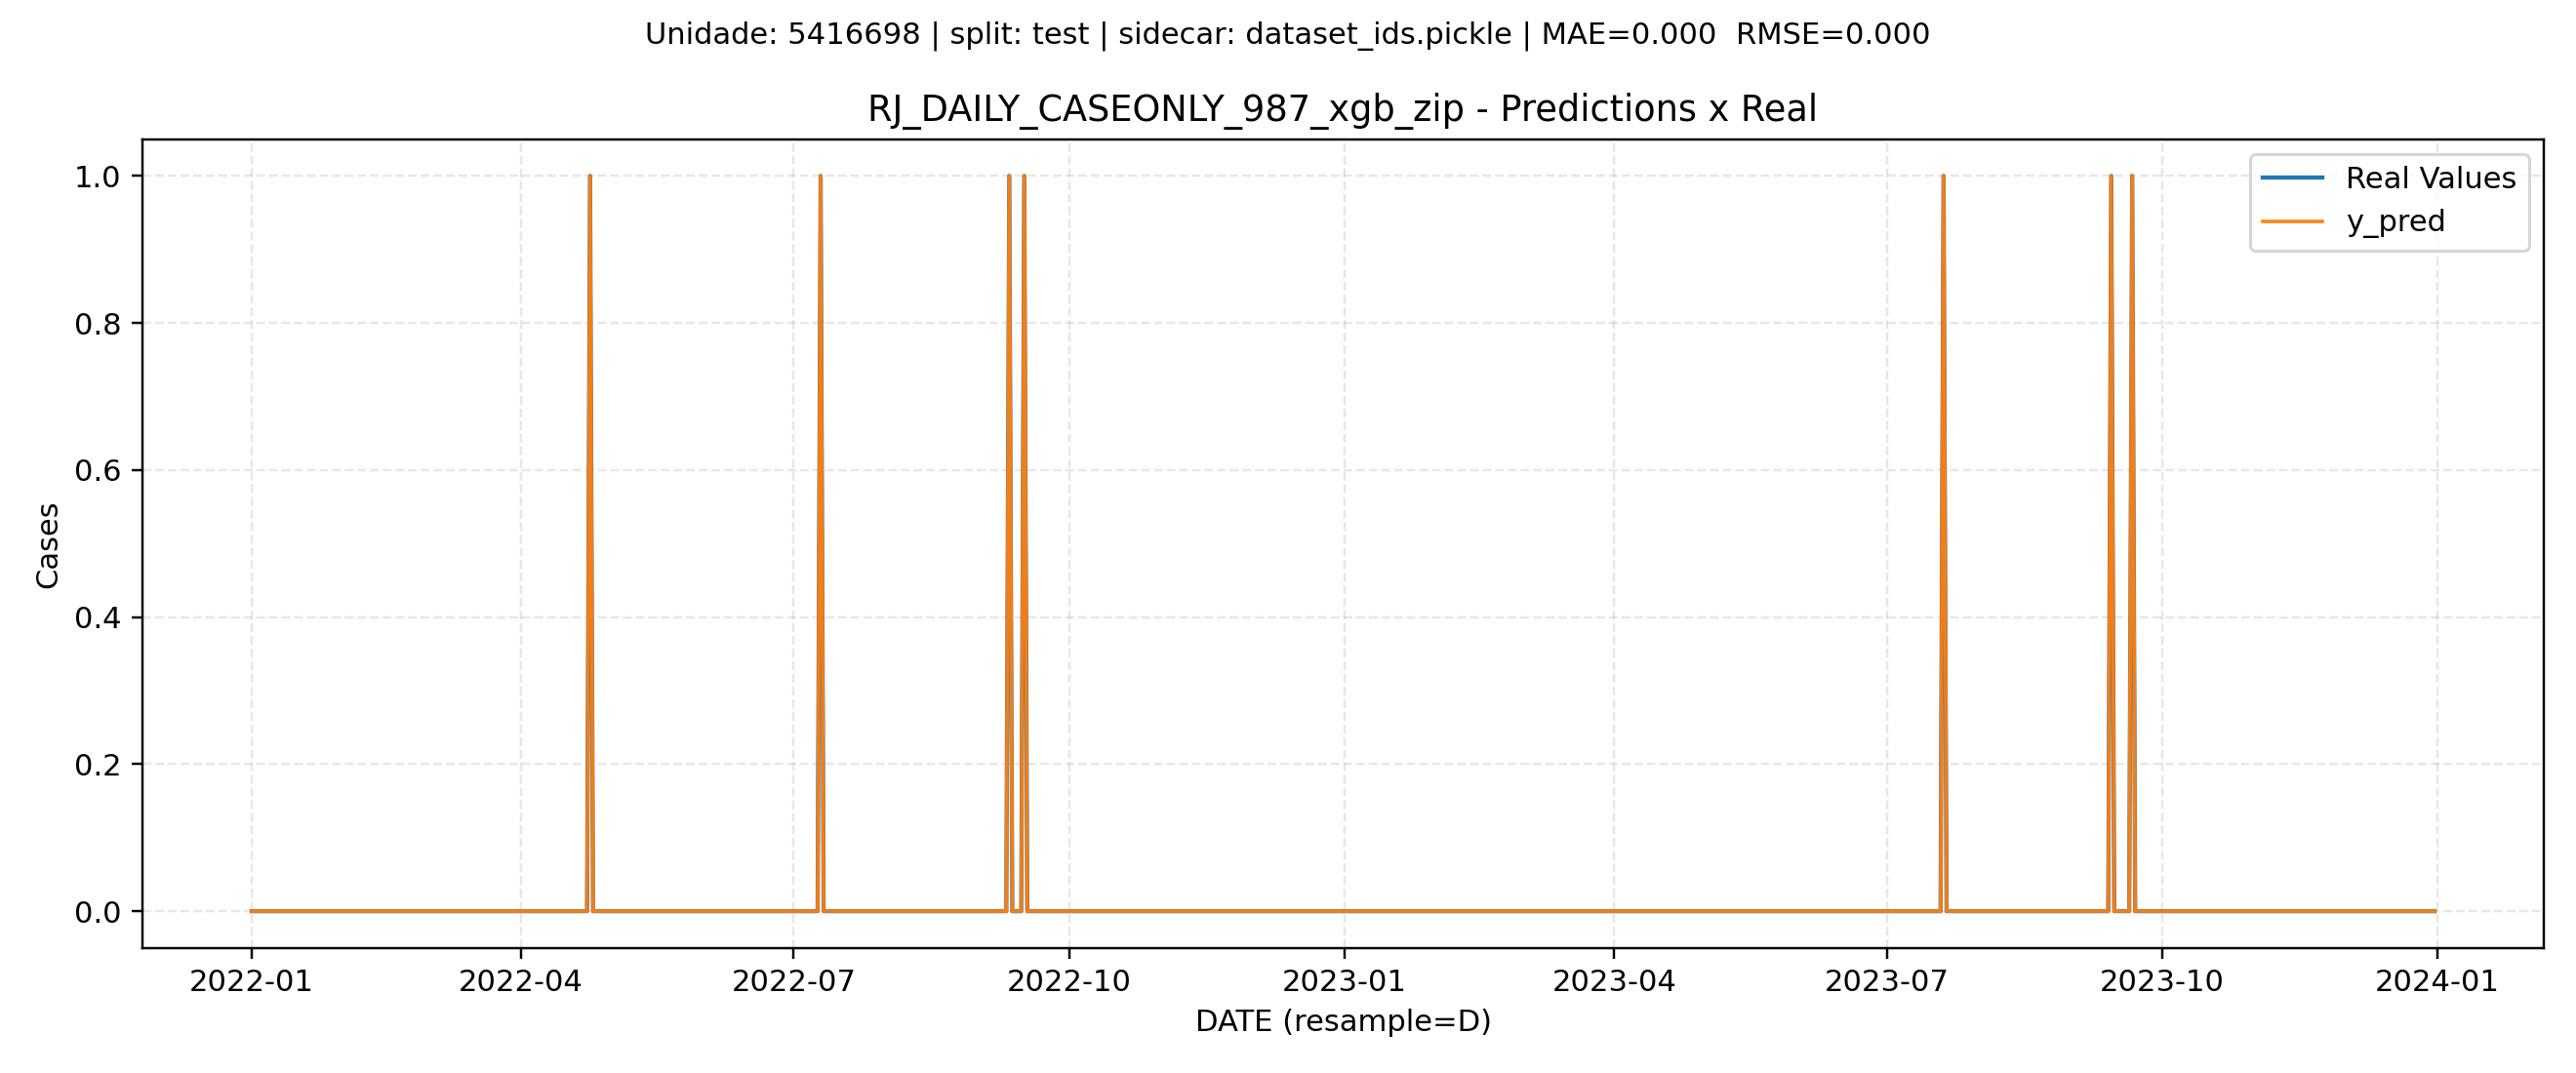 Unidade: 5416698 | split: test | sidecar: dataset_ids.pickle | MAE=0.000  RMSE=0.000
RJ_DAILY_CASEONLY_987_xgb_zip - Predictions x Real
Real Values
y_pred
1.0
0.8
0.6
0.4
0.2
0.0
Cases
2022-01 2022-04 2022-07 2022-10 2023-01 2023-04 2023-07 2023-10 2024-01
DATE (resample=D)